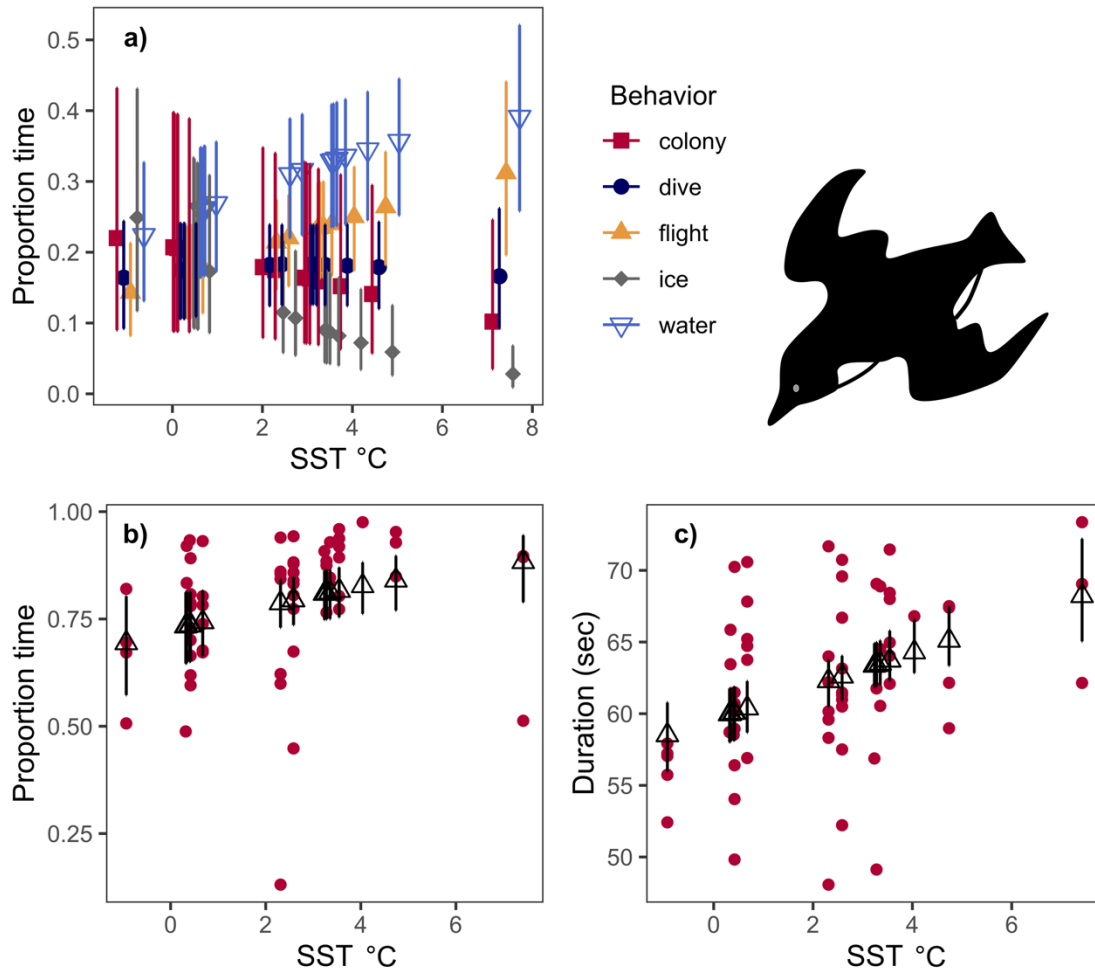 a)
Proportion time
0.5
0.4
0.3
0.2
0.1
0.0
0 2 4 6 8
SST °C
Behavior
colony
dive
flight
ice
water
b)
Proportion time
1.00
0.75
0.50
0.25
0 2 4 6
SST °C
c)
Duration (sec)
70
65
60
55
50
0 2 4 6
SST °C